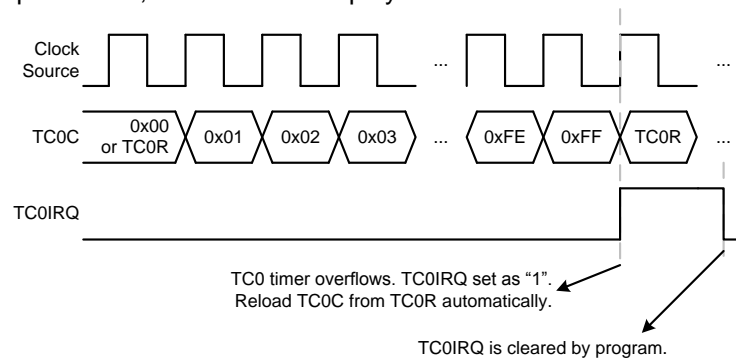 Clock
Source
...
...
TC0C
0x00
or TC0R
0x01
0x02
0x03
...
0xFE
0xFF
TC0R
...
TC0IRQ
TC0 timer overflows. TC0IRQ set as “1”.
Reload TC0C from TC0R automatically.
TC0IRQ is cleared by program.